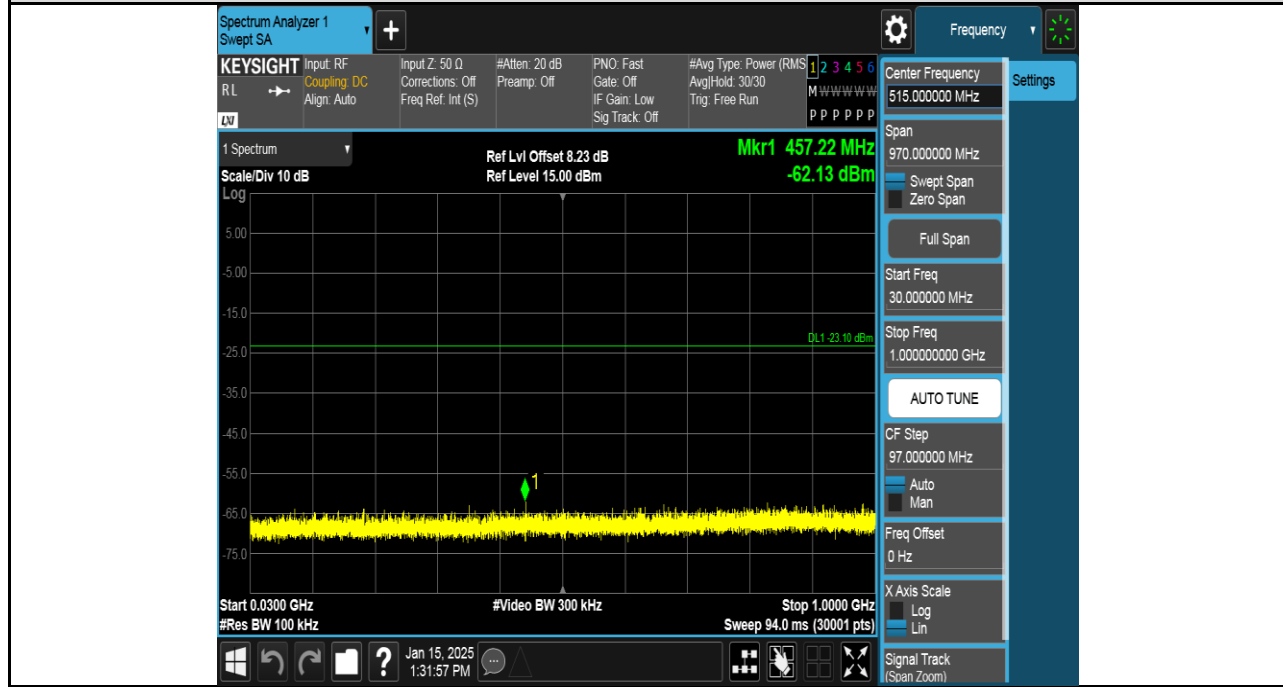 Spectrum Analyzer 1
Swept SA
+
Frequency
KEYSIGHT
RL
LXI
Input: RF
Coupling: DC
Align: Auto
Input Z: 50 Ω
Corrections: Off
Freq Ref: Int (S)
#Atten: 20 dB
Preamp: Off
PNO: Fast
Gate: Off
IF Gain: Low
Sig Track: Off
#Avg Type: Power (RMS
Avg|Hold: 30/30
Trig: Free Run
1 2 3 4 5 6
M W W W W W
P P P P P P
Center Frequency
515.000000 MHz
Settings
1 Spectrum
Scale/Div 10 dB
Log
Ref Lvl Offset 8.23 dB
Ref Level 15.00 dBm
Mkr1 457.22 MHz
-62.13 dBm
5.00
-5.00
-15.0
-25.0
-35.0
-45.0
-55.0
-65.0
-75.0
DL1 -23.10 dBm
1
Start 0.0300 GHz
#Res BW 100 kHz
#Video BW 300 kHz
Stop 1.0000 GHz
Sweep 94.0 ms (30001 pts)
Span
970.000000 MHz
Swept Span
Zero Span
Full Span
Start Freq
30.000000 MHz
Stop Freq
1.000000000 GHz
AUTO TUNE
CF Step
97.000000 MHz
Auto
Man
Freq Offset
0 Hz
X Axis Scale
Log
Lin
Signal Track
(Span Zoom)
?
Jan 15, 2025
1:31:57 PM